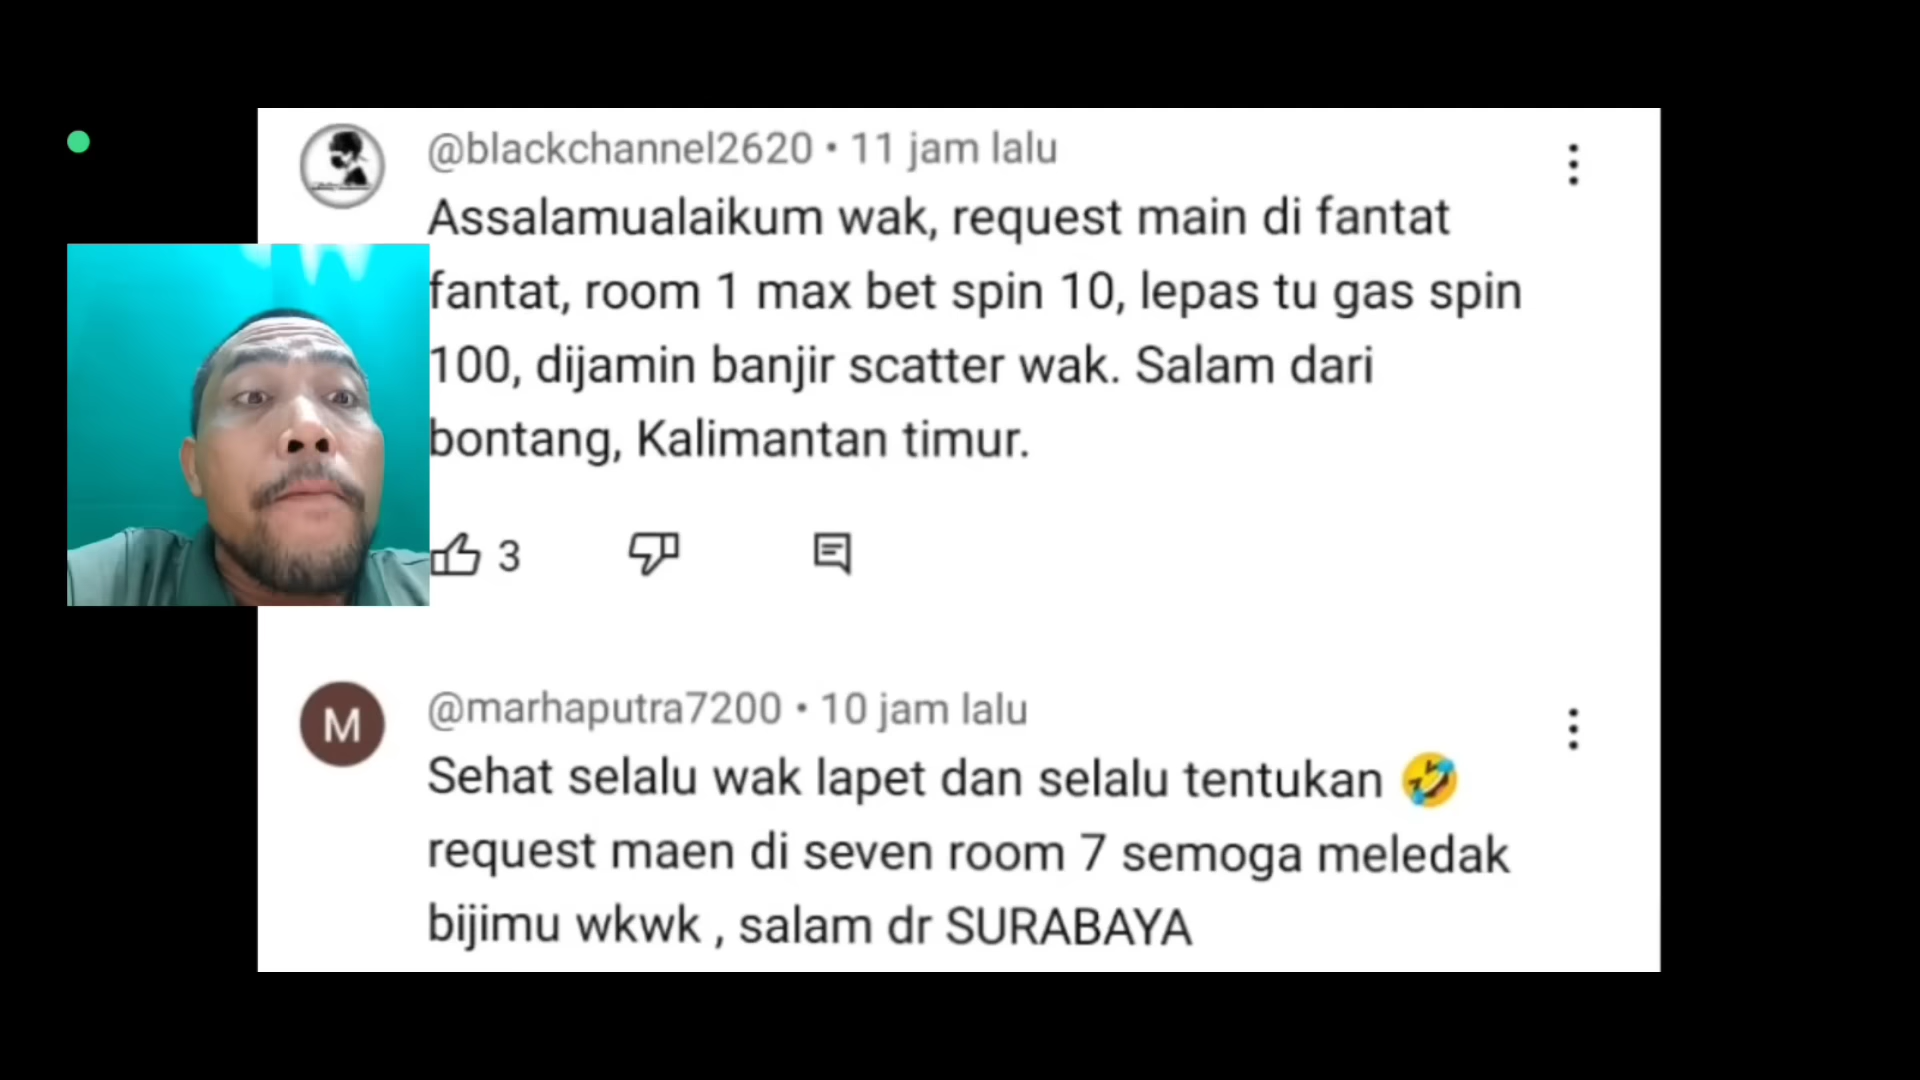 @blackchannel2620 • 11 jam lalu
Assalamualaikum wak, request main di fantat
fantat, room 1 max bet spin 10, lepas tu gas spin
100, dijamin banjir scatter wak. Salam dari
bontang, Kalimantan timur.
3
M
@marhaputra7200 • 10 jam lalu
Sehat selalu wak lapet dan selalu tentukan 🤣
request maen di seven room 7 semoga meledak
bijimu wkwk , salam dr SURABAYA